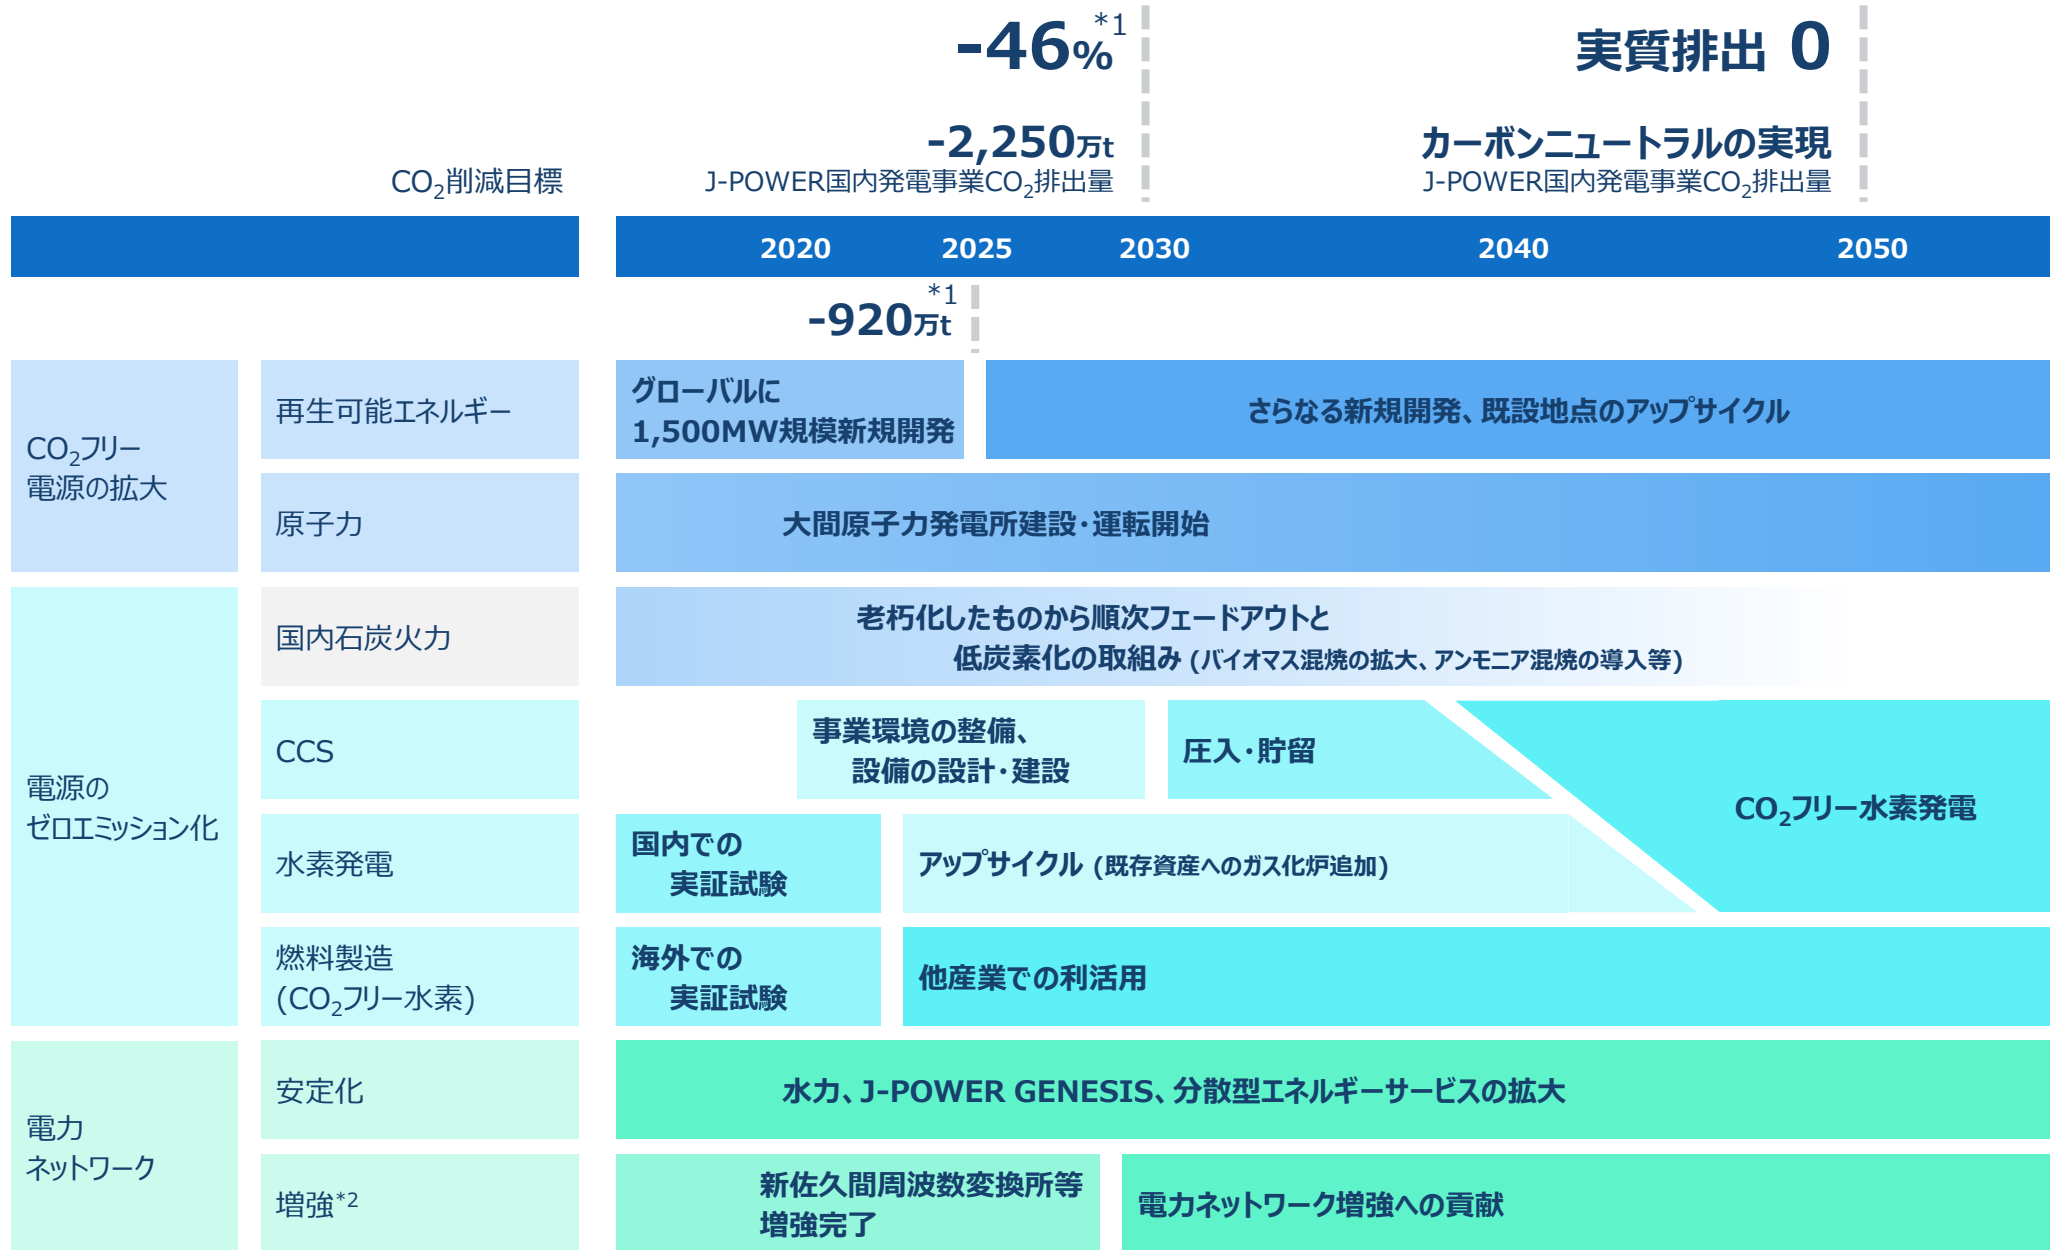 -46%*1
実質排出 0
-2,250万t
カーボンニュートラルの実現
CO2削減目標
J-POWER国内発電事業CO2排出量
J-POWER国内発電事業CO2排出量
2020 2025 2030 2040 2050
-920万t*1
CO2フリー
電源の拡大
再生可能エネルギー
グローバルに
1,500MW規模新規開発
さらなる新規開発、既設地点のアップサイクル
原子力
大間原子力発電所建設・運転開始
電源の
ゼロエミッション化
国内石炭火力
老朽化したものから順次フェードアウトと
低炭素化の取組み (バイオマス混焼の拡大、アンモニア混焼の導入等)
CCS
事業環境の整備、
設備の設計・建設
圧入・貯留
CO2フリー水素発電
水素発電
国内での
実証試験
アップサイクル (既存資産へのガス化炉追加)
燃料製造
(CO2フリー水素)
海外での
実証試験
他産業での利活用
電力
ネットワーク
安定化
水力、J-POWER GENESIS、分散型エネルギーサービスの拡大
増強*2
新佐久間周波数変換所等
増強完了
電力ネットワーク増強への貢献